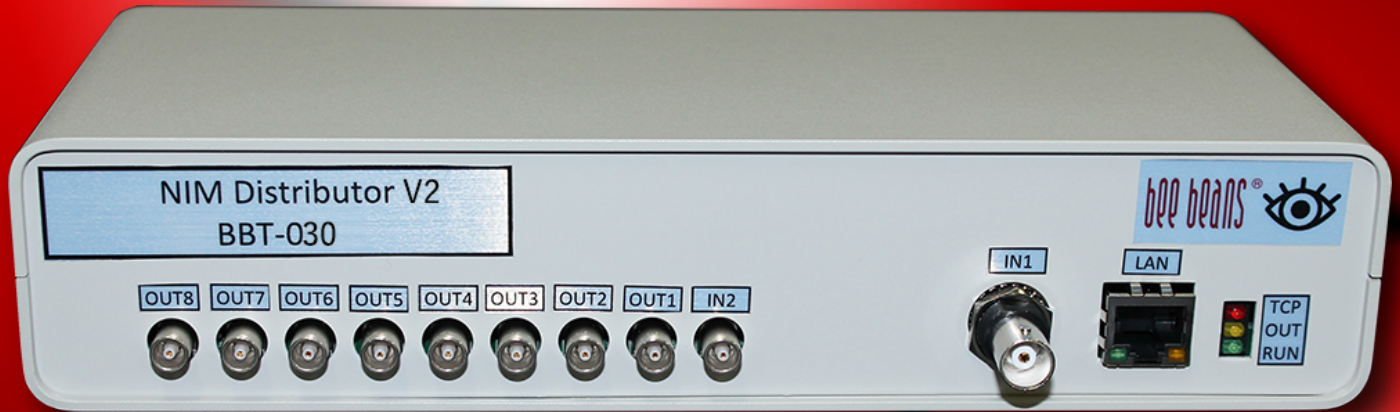 NIM Distributor V2
BBT-030
bee beans®
IN1
LAN
OUT8 OUT7 OUT6 OUT5 OUT4 OUT3 OUT2 OUT1 IN2
TCP
OUT
RUN